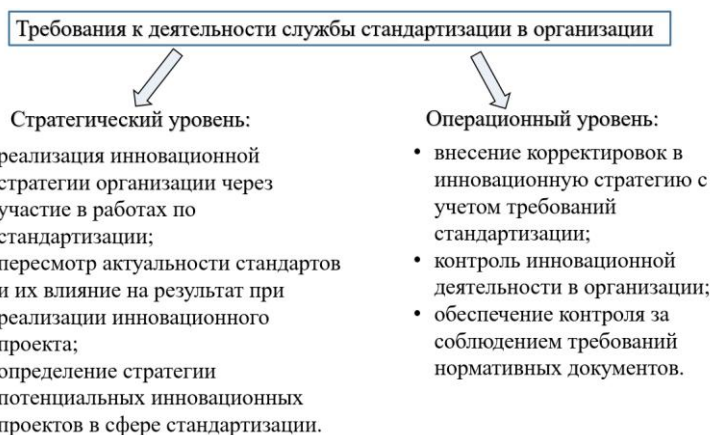 Требования к деятельности службы стандартизации в организации
Стратегический уровень:
реализация инновационной
стратегии организации через
участие в работах по
стандартизации;
пересмотр актуальности стандартов
и их влияние на результат при
реализации инновационного
проекта;
определение стратегии
потенциальных инновационных
проектов в сфере стандартизации.
Операционный уровень:
• внесение корректировок в
инновационную стратегию с
учетом требований
стандартизации;
• контроль инновационной
деятельности в организации;
• обеспечение контроля за
соблюдением требований
нормативных документов.